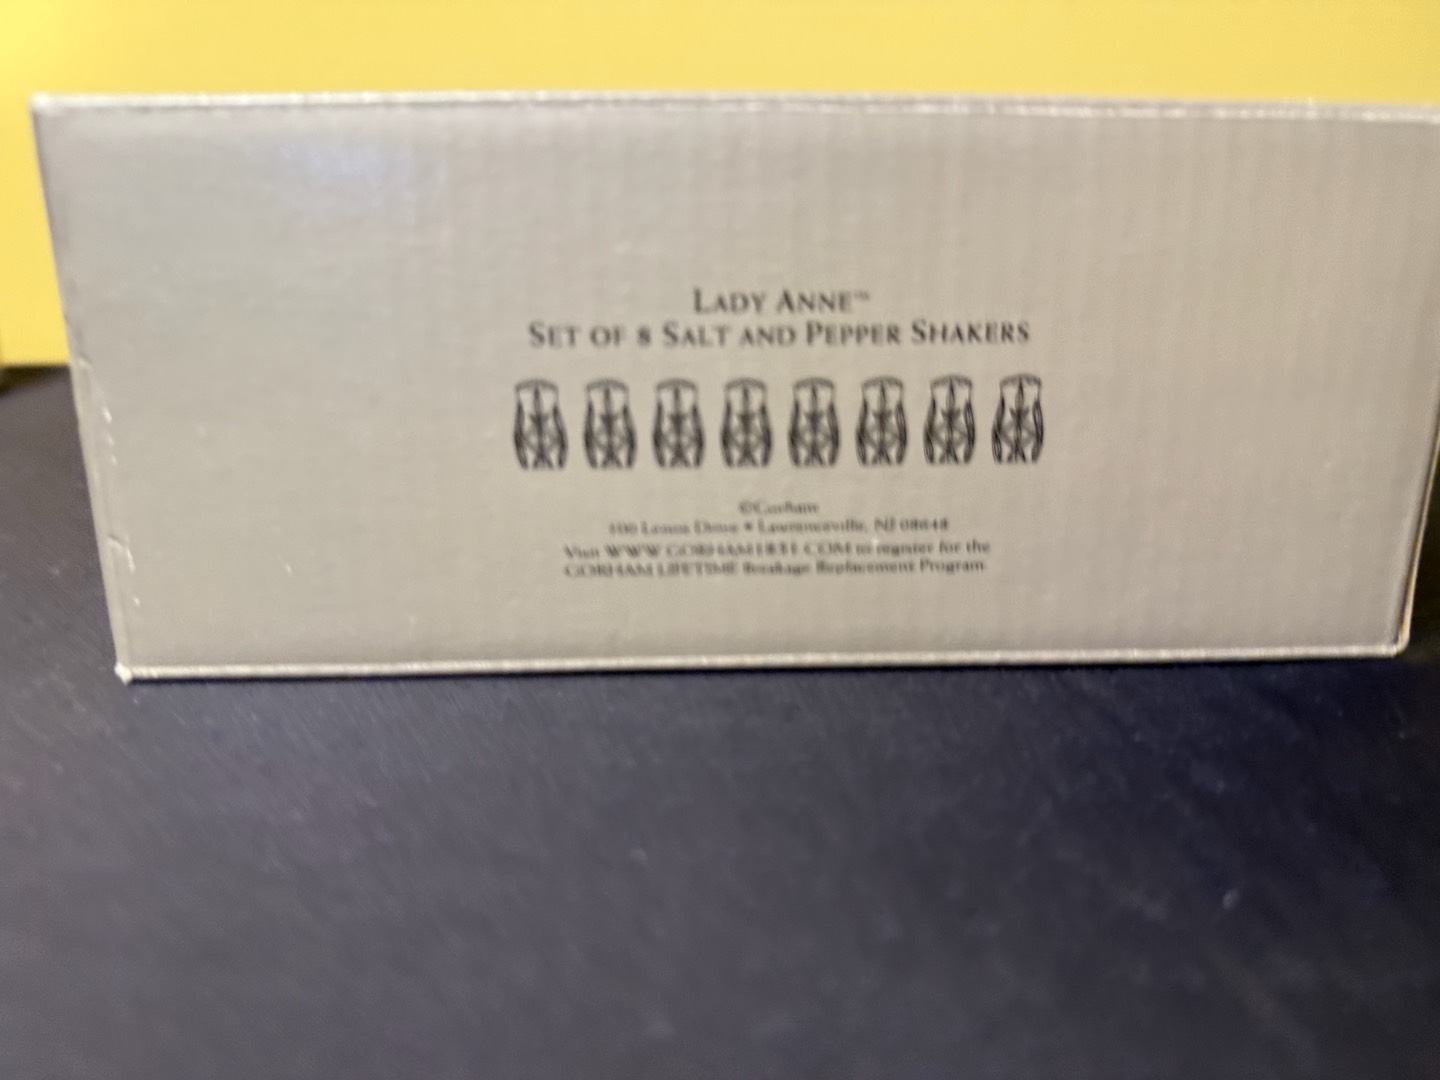 LADY ANNE™
SET OF 8 SALT AND PEPPER SHAKERS
©Gorham
100 Lenox Drive • Lawrenceville, NJ 08648
Visit WWW.GORHAM1831.COM to register for the
GORHAM LIFETIME Breakage Replacement Program